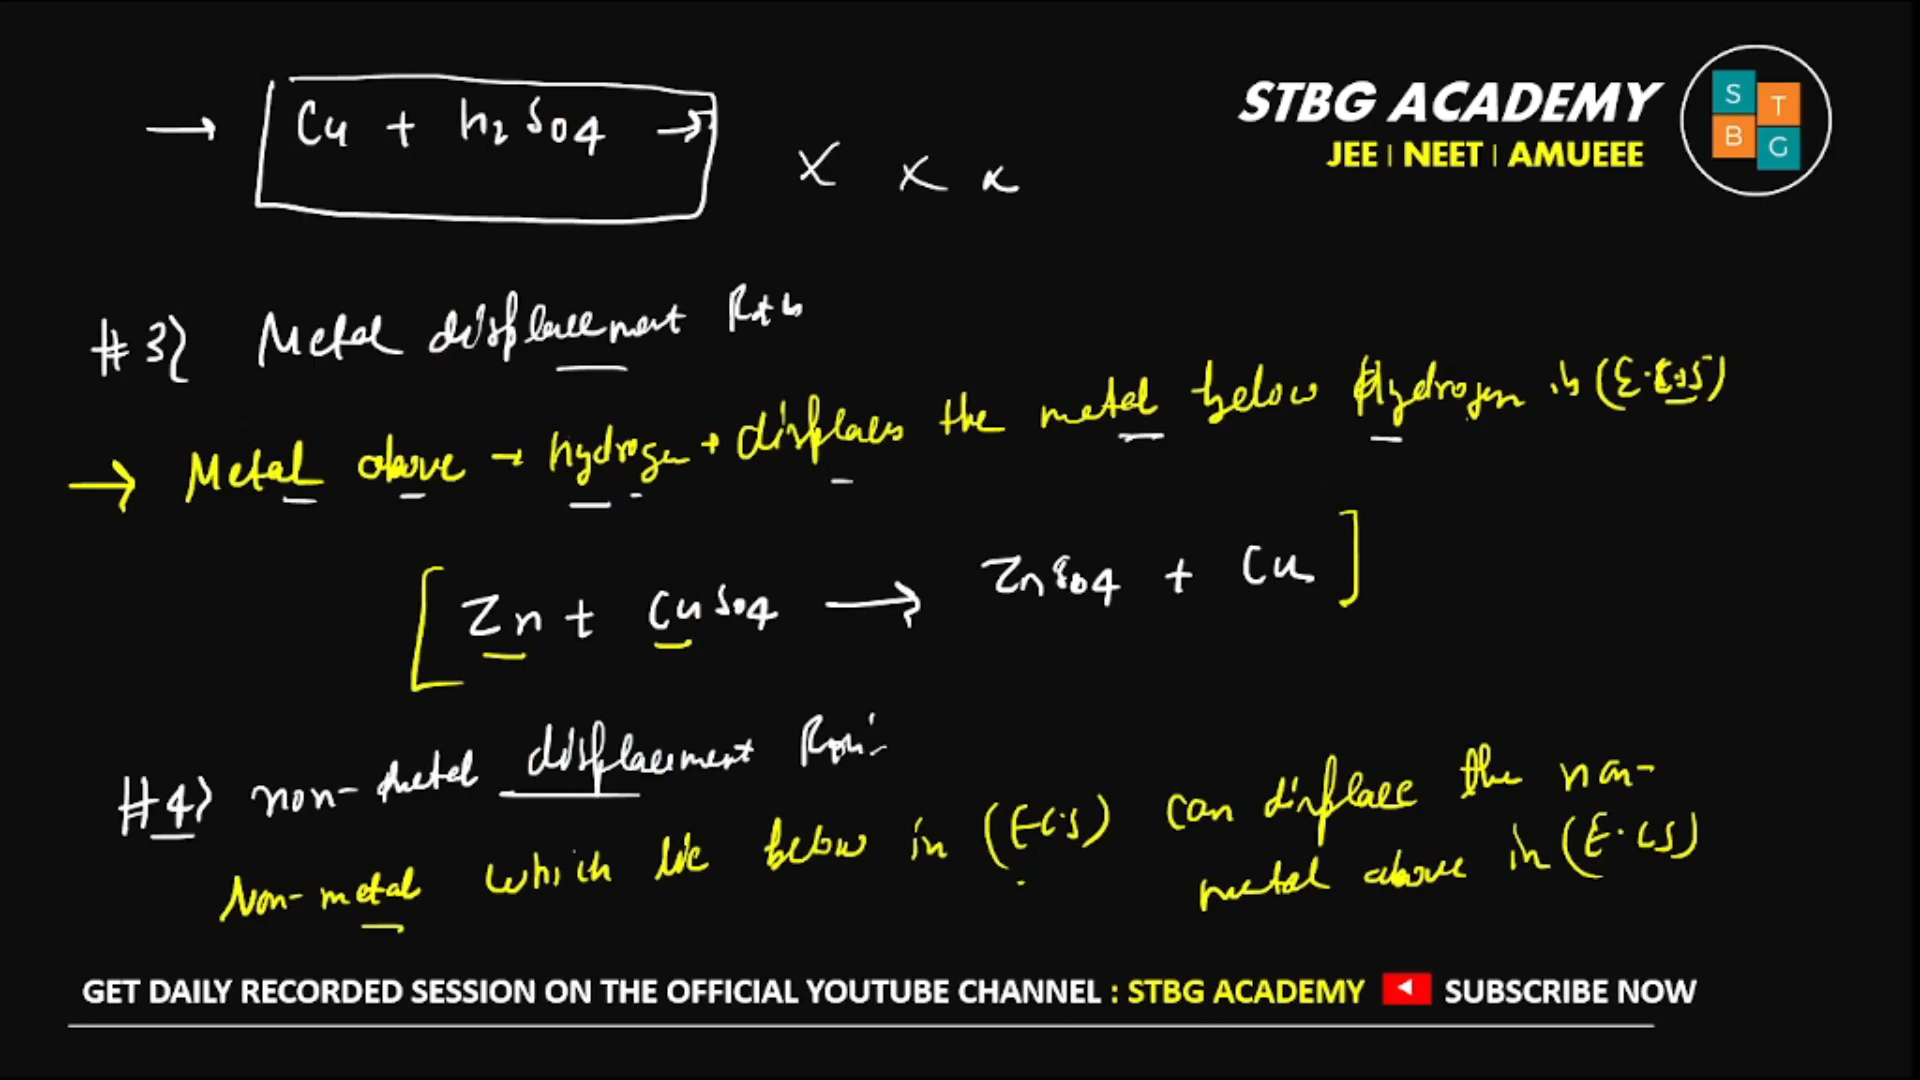 → Cu + h2SO4 →
X X x
STBG ACADEMY
JEE | NEET | AMUEEE
S T B G
#3} Metal displacement Rxn
→ Metal above → hydrogen → displaces the metal below Hydrogen in (E.C.S)
[Zn + CuSO4 → ZnSO4 + Cu]
#4) non-metal displacement Rxn:-
Non-metal which lie below in (ECS) can displace the non-
metal above in (E.CS)
GET DAILY RECORDED SESSION ON THE OFFICIAL YOUTUBE CHANNEL : STBG ACADEMY SUBSCRIBE NOW